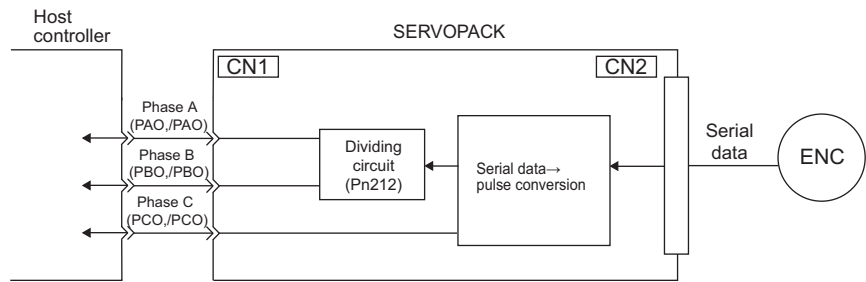 Host
controller
SERVOPACK
CN1
CN2
Phase A
(PAO,/PAO)
Phase B
(PBO,/PBO)
Phase C
(PCO,/PCO)
Dividing
circuit
(Pn212)
Serial data→
pulse conversion
Serial
data
ENC